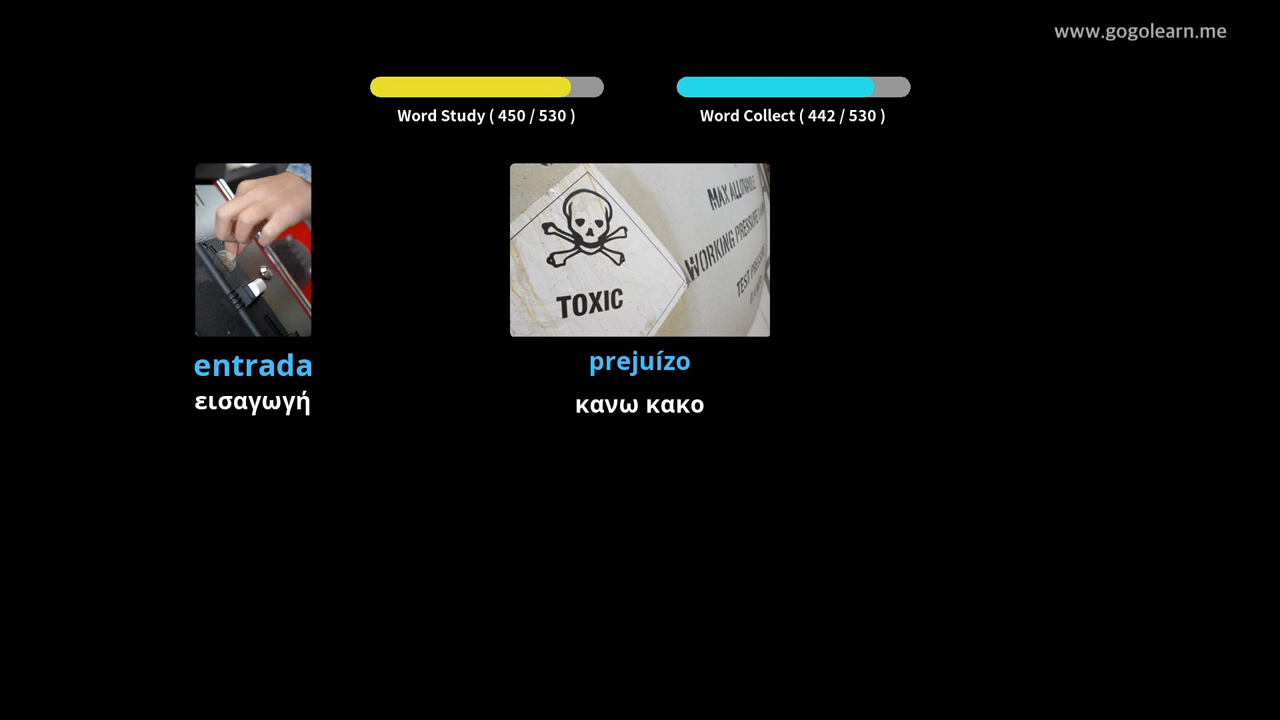 www.gogolearn.me
Word Study ( 450 / 530 )
Word Collect ( 442 / 530 )
TOXIC
MAX ALLOWABLE
WORKING PRESSURE
TEST
entrada
εισαγωγή
prejuízo
κανω κακο